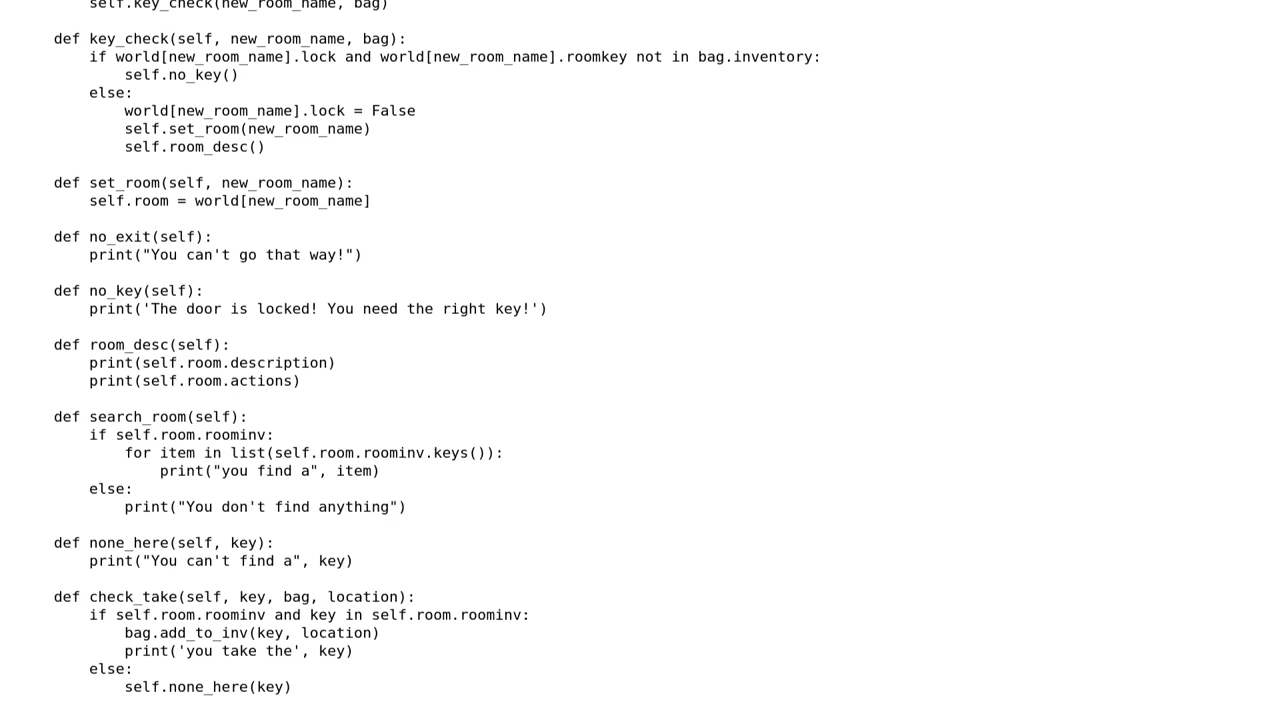 self.key_check(new_room_name, bag)
def key_check(self, new_room_name, bag):
if world[new_room_name].lock and world[new_room_name].roomkey not in bag.inventory:
self.no_key()
else:
world[new_room_name].lock = False
self.set_room(new_room_name)
self.room_desc()
def set_room(self, new_room_name):
self.room = world[new_room_name]
def no_exit(self):
print("You can't go that way!")
def no_key(self):
print('The door is locked! You need the right key!')
def room_desc(self):
print(self.room.description)
print(self.room.actions)
def search_room(self):
if self.room.roominv:
for item in list(self.room.roominv.keys()):
print("you find a", item)
else:
print("You don't find anything")
def none_here(self, key):
print("You can't find a", key)
def check_take(self, key, bag, location):
if self.room.roominv and key in self.room.roominv:
bag.add_to_inv(key, location)
print('you take the', key)
else:
self.none_here(key)